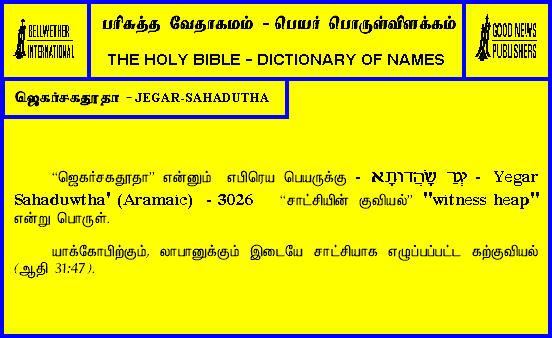 BELLWETHER
INTERNATIONAL
பரிசுத்த வேதாகமம் - பெயர் பொருள்விளக்கம்
THE HOLY BIBLE – DICTIONARY OF NAMES
GOOD NEWS
PUBLISHERS
ஜெகர்சகதூதா - JEGAR-SAHADUTHA
“ஜெகர்சகதூதா” என்னும் எபிரெய பெயருக்கு - יְגַר שָׂהֲדוּתָא - Yegar
Sahaduwtha' (Aramaic) - 3026 “சாட்சியின் குவியல்” "witness heap"
என்று பொருள்.
யாக்கோபிற்கும், லாபானுக்கும் இடையே சாட்சியாக எழுப்பப்பட்ட கற்குவியல்
(ஆதி 31:47).